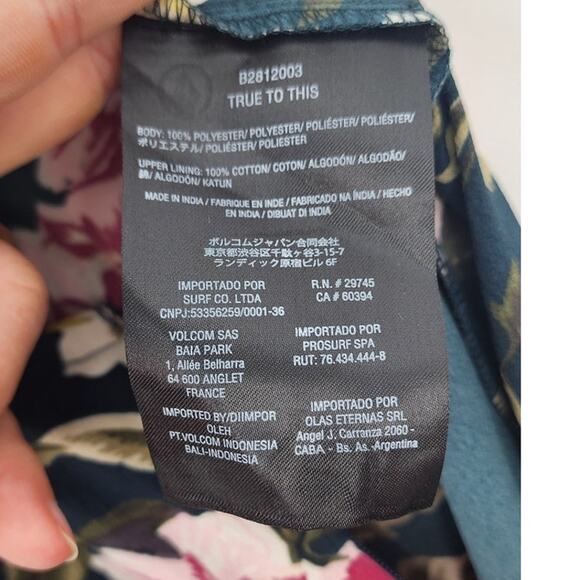 B2812003
TRUE TO THIS
BODY: 100% POLYESTER/ POLYESTER/ POLIÉSTER/ POLIÉSTER/
ポリエステル/ POLIÉSTER/ POLIESTER
UPPER LINING: 100% COTTON/ COTON/ ALGODÓN/ ALGODÃO/
綿/ ALGODÓN/ KATUN
MADE IN INDIA / FABRIQUE EN INDE / FABRICADO NA ÍNDIA / HECHO
EN INDIA / DIBUAT DI INDIA
ボルコムジャパン合同会社
東京都渋谷区千駄ヶ谷3-15-7
ランディック原宿ビル 6F
IMPORTADO POR
SURF CO. LTDA
CNPJ:53356259/0001-36
R.N. # 29745
CA # 60394
VOLCOM SAS
BAIA PARK
1, Allée Belharra
64 600 ANGLET
FRANCE
IMPORTADO POR
PROSURF SPA
RUT: 76.434.444-8
IMPORTED BY/DIIMPOR
OLEH
PT.VOLCOM INDONESIA
BALI-INDONESIA
IMPORTADO POR
OLAS ETERNAS SRL
Angel J. Carranza 2060 -
CABA - Bs. As. -Argentina